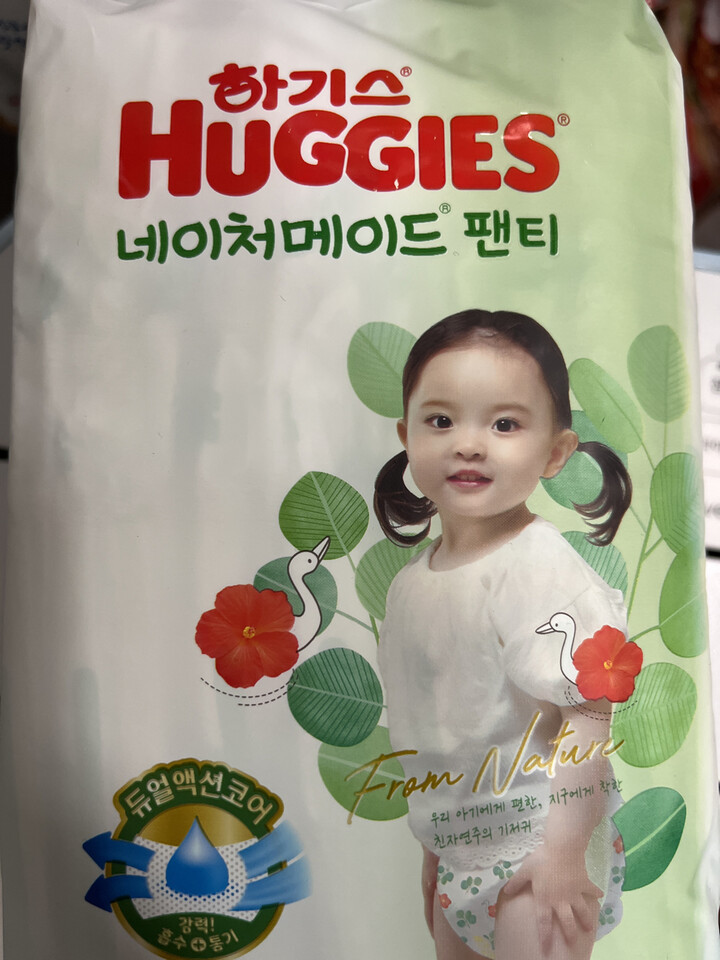 하기스®
HUGGIES®
네이처메이드® 팬티
From Nature
우리 아기에게 편한, 지구에게 착한
친자연주의 기저귀
듀얼액션코어
강력!
흡수+통기